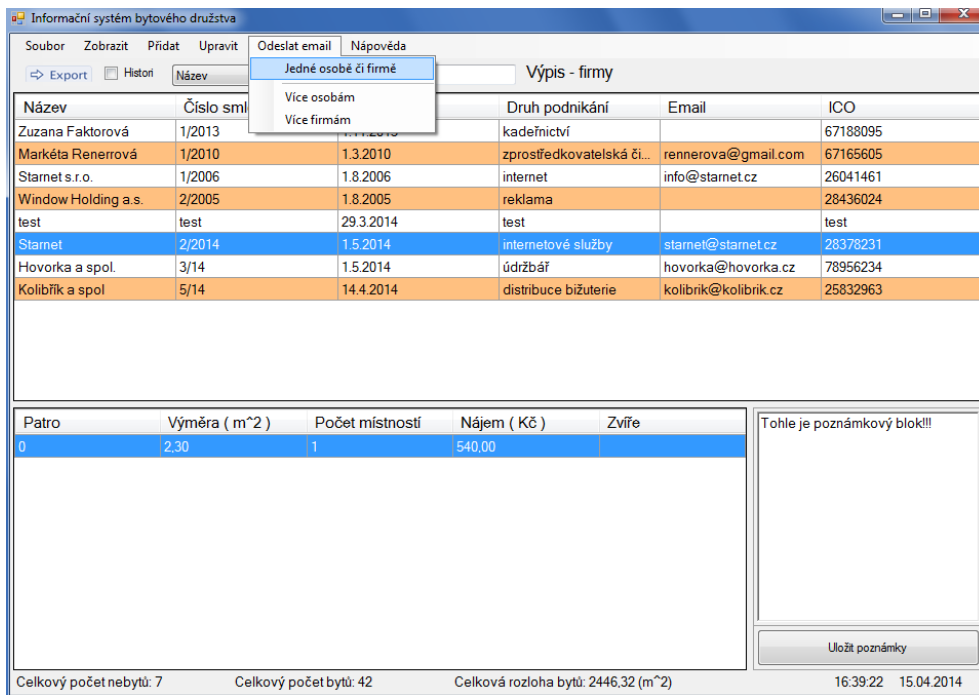 Informační systém bytového družstva
Soubor Zobrazit Přidat Upravit Odeslat email Nápověda
Export Histori Název Výpis - firmy
Jedné osobě či firmě
Více osobám
Více firmám
Název Číslo sml Druh podnikání Email ICO
Zuzana Faktorová 1/2013 kadeřnictví 67188095
Markéta Renerrová 1/2010 1.3.2010 zprostředkovatelská či... rennerova@gmail.com 67165605
Starnet s.r.o. 1/2006 1.8.2006 internet info@starnet.cz 26041461
Window Holding a.s. 2/2005 1.8.2005 reklama 28436024
test test 29.3.2014 test test
Starnet 2/2014 1.5.2014 internetové služby starnet@starnet.cz 28378231
Hovorka a spol. 3/14 1.5.2014 údržbář hovorka@hovorka.cz 78956234
Kolibřík a spol 5/14 14.4.2014 distribuce bižuterie kolibrik@kolibrik.cz 25832963
Patro Výměra ( m^2 ) Počet místností Nájem ( Kč ) Zvíře
0 2,30 1 540,00
Tohle je poznámkový blok!!!
Uložit poznámky
Celkový počet nebytů: 7 Celkový počet bytů: 42 Celková rozloha bytů: 2446,32 (m^2) 16:39:22 15.04.2014